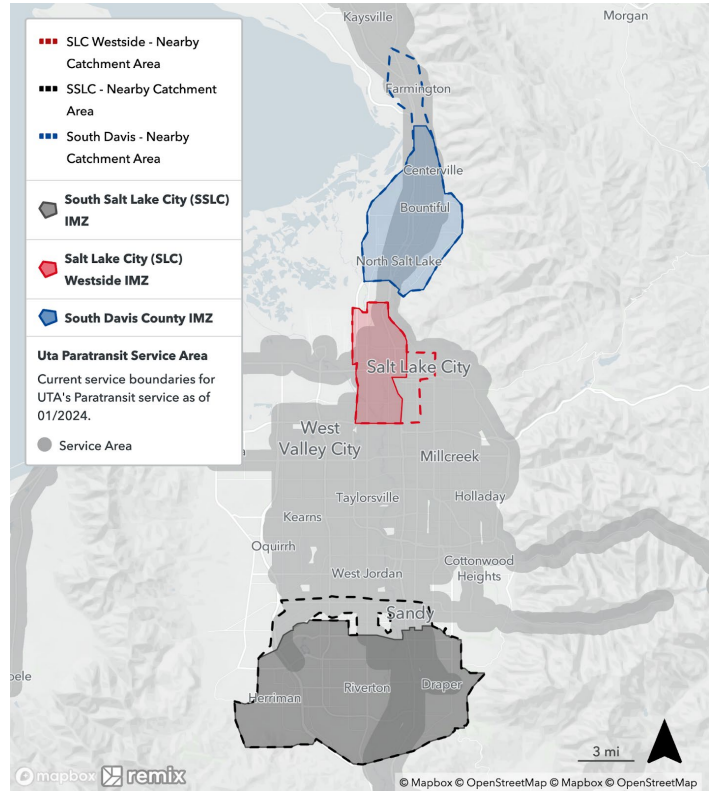 Kaysville
Morgan
SLC Westside - Nearby
Catchment Area
SSLC - Nearby Catchment
Area
South Davis - Nearby
Catchment Area
South Salt Lake City (SSLC)
IMZ
Salt Lake City (SLC)
Westside IMZ
South Davis County IMZ
Uta Paratransit Service Area
Current service boundaries for
UTA's Paratransit service as of
01/2024.
Service Area
Farmington
Centerville
Bountiful
North Salt Lake
Salt Lake City
West
Valley City
Millcreek
Taylorsville
Holladay
Kearns
Oquirrh
West Jordan
Cottonwood
Heights
Sandy
Herriman
Riverton
Draper
3 mi
mapbox
remix
© Mapbox © OpenStreetMap © Mapbox © OpenStreetMap